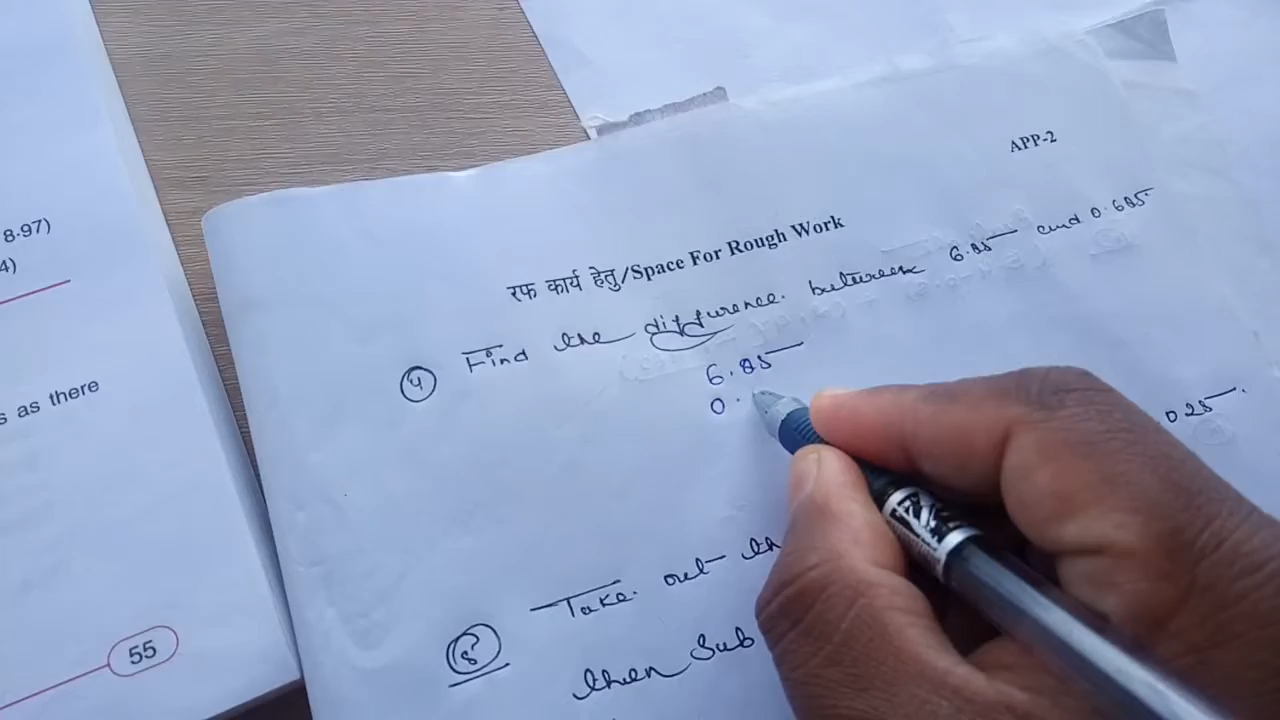 8·97)
4)
s as there
55
APP-2
रफ कार्य हेतु/Space For Rough Work
4 Find the difference. between 6.85 and 0.685.
6.85
0.
025.
Take. out
then Sub